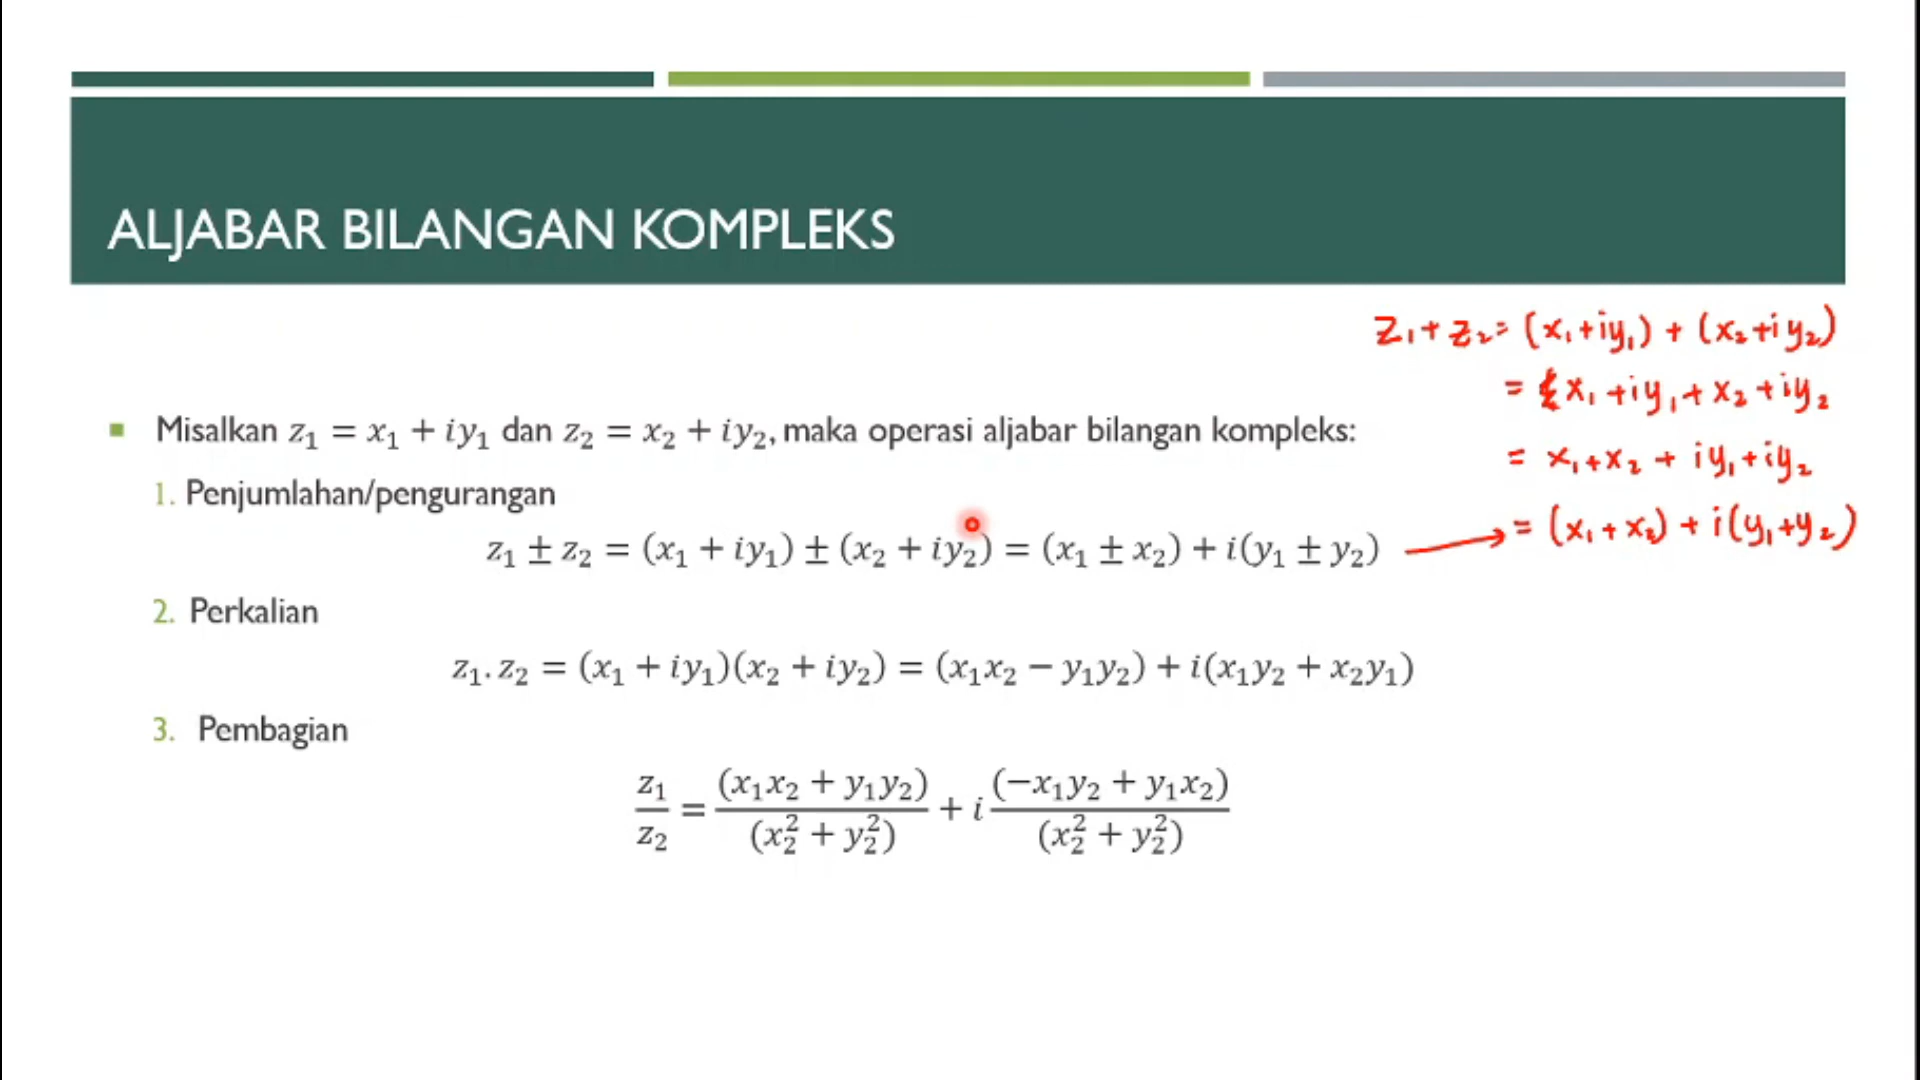 ALJABAR BILANGAN KOMPLEKS
z₁ + z₂ = (x₁ + iy₁) + (x₂ + iy₂)
= x₁ + iy₁ + x₂ + iy₂
= x₁ + x₂ + iy₁ + iy₂
= (x₁ + x₂) + i(y₁ + y₂)
▪ Misalkan z₁ = x₁ + iy₁ dan z₂ = x₂ + iy₂, maka operasi aljabar bilangan kompleks:
1. Penjumlahan/pengurangan
z₁ ± z₂ = (x₁ + iy₁) ± (x₂ + iy₂) = (x₁ ± x₂) + i(y₁ ± y₂)
2. Perkalian
z₁. z₂ = (x₁ + iy₁)(x₂ + iy₂) = (x₁x₂ − y₁y₂) + i(x₁y₂ + x₂y₁)
3. Pembagian
z₁/z₂ = (x₁x₂ + y₁y₂)/(x₂² + y₂²) + i (−x₁y₂ + y₁x₂)/(x₂² + y₂²)